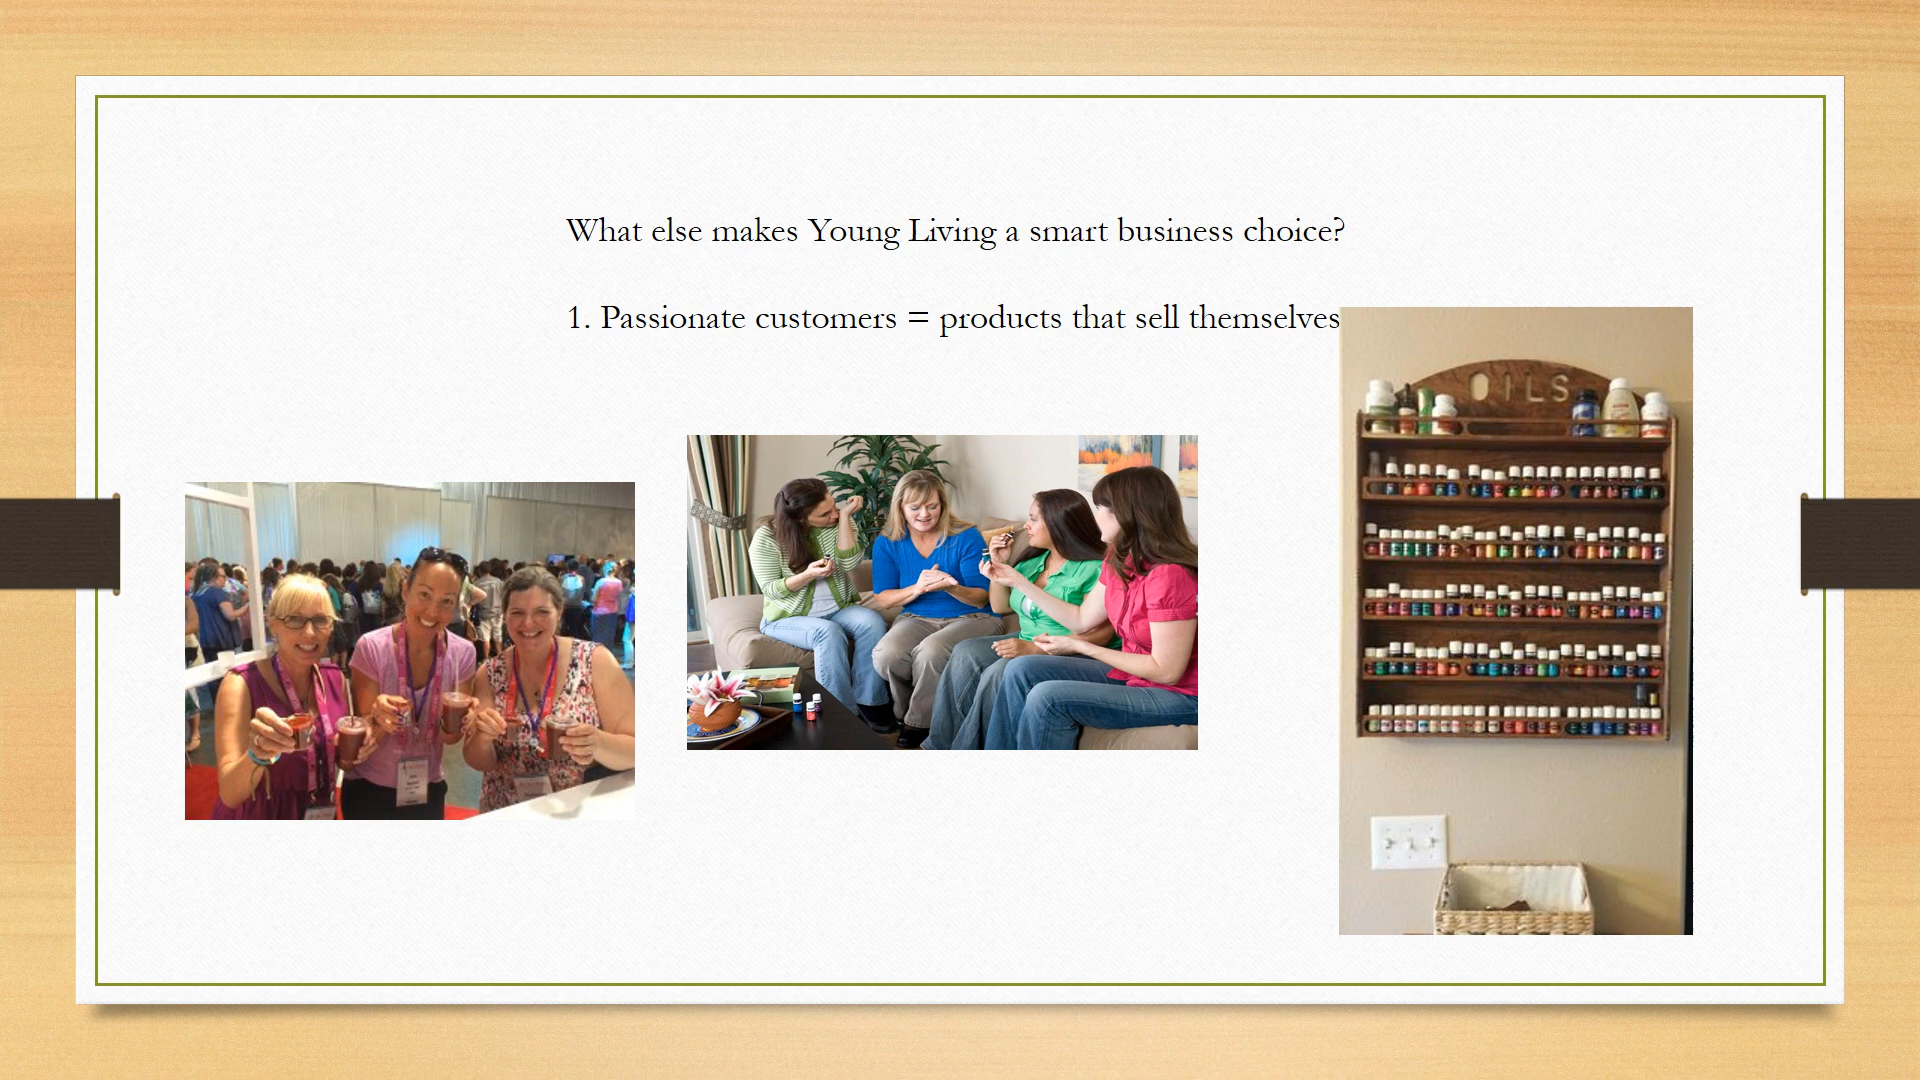 What else makes Young Living a smart business choice?
1. Passionate customers = products that sell themselves
OILS